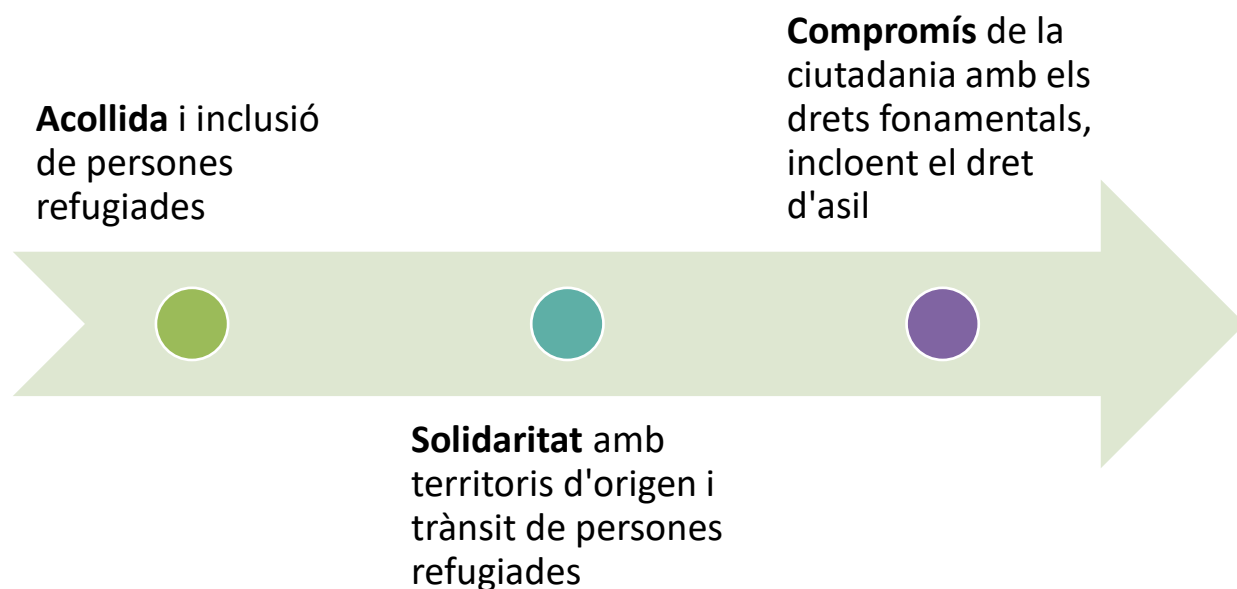 Acollida i inclusió
de persones
refugiades
Solidaritat amb
territoris d'origen i
trànsit de persones
refugiades
Compromís de la
ciutadania amb els
drets fonamentals,
incloent el dret
d'asil